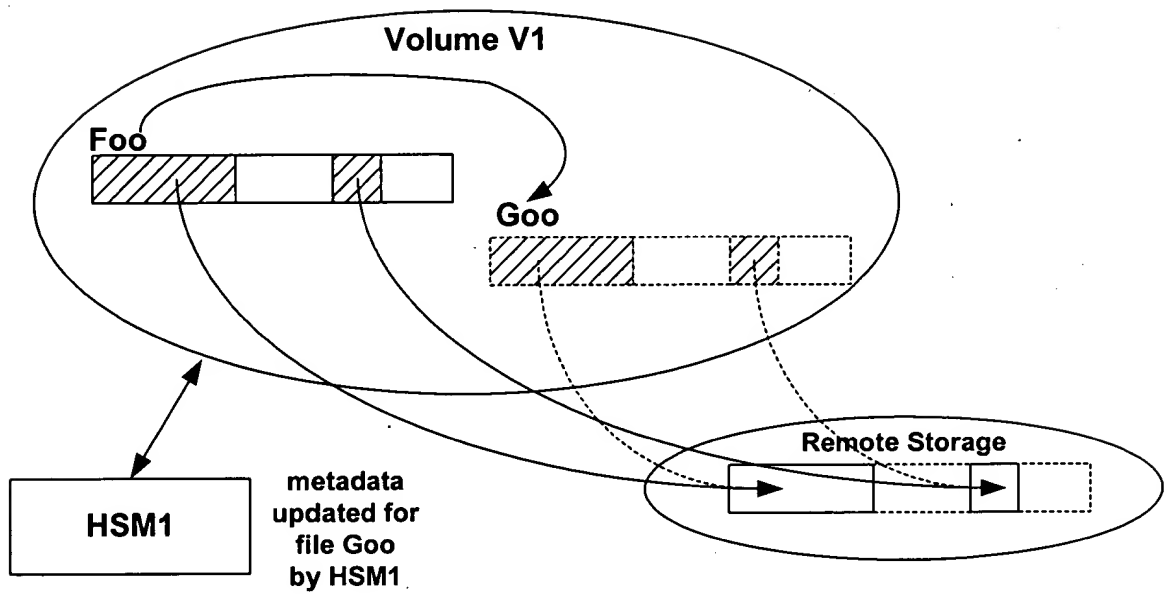 Volume V1
Foo
Goo
Remote Storage
HSM1
metadata
updated for
file Goo
by HSM1